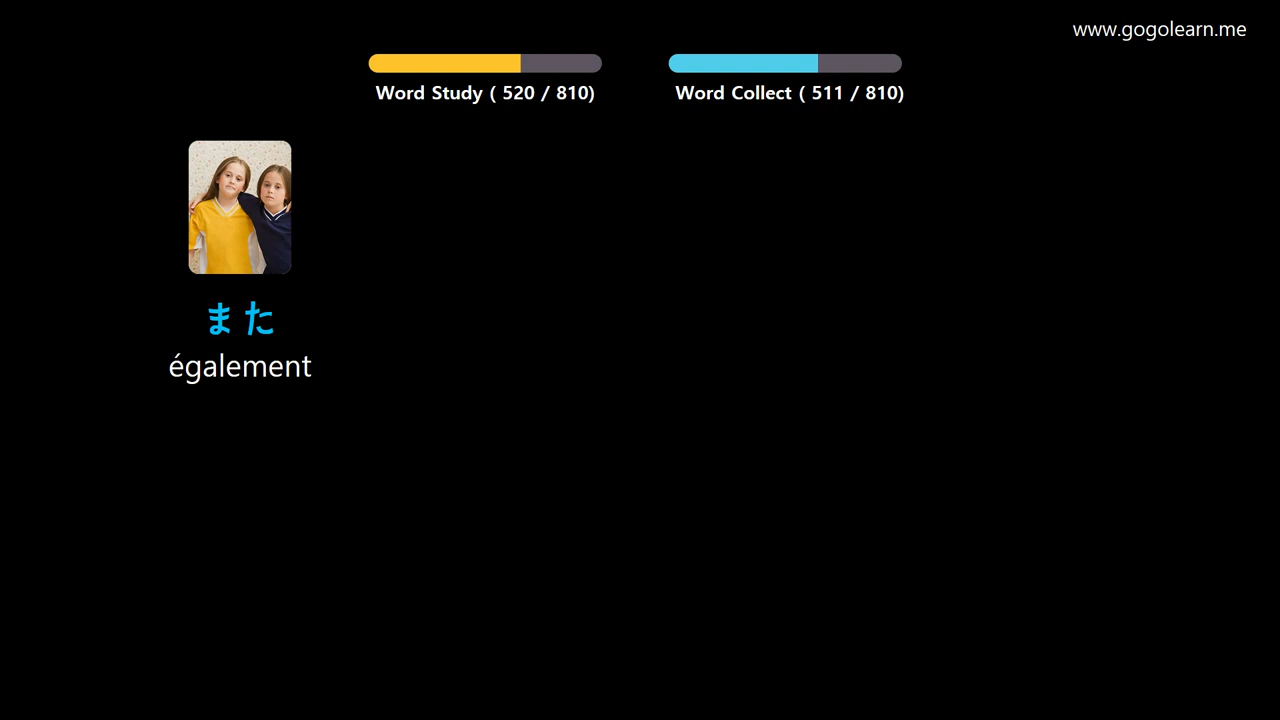 www.gogolearn.me
Word Study ( 520 / 810)
Word Collect ( 511 / 810)
また
également